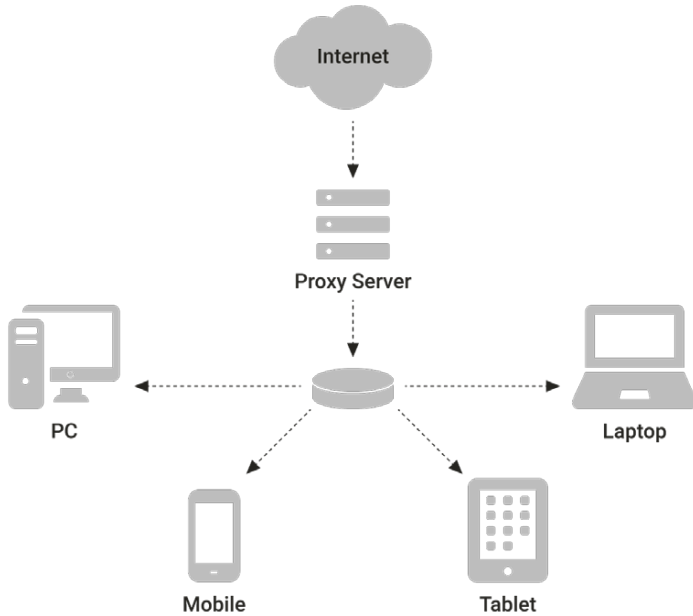 Internet
Proxy Server
PC
Laptop
Mobile
Tablet